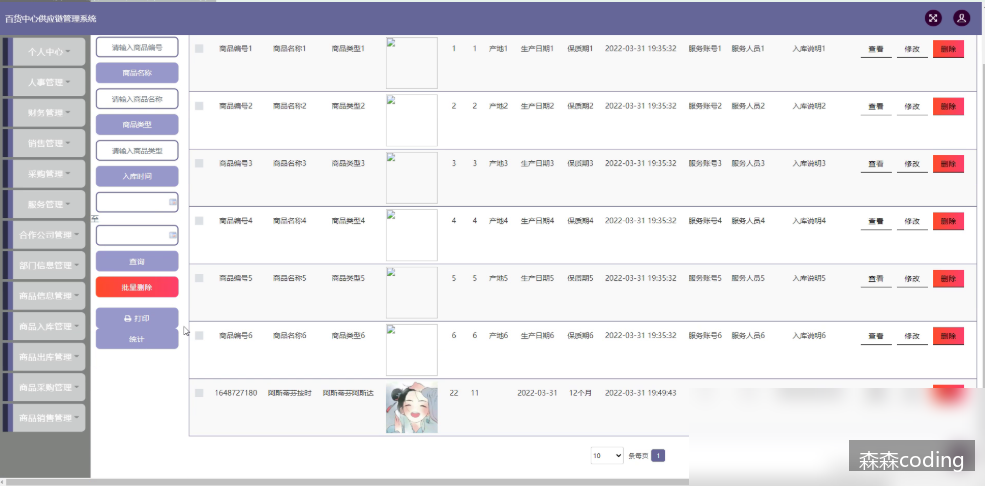 百货中心供应链管理系统
个人中心
人事管理
财务管理
销售管理
采购管理
服务管理
合作公司管理
部门信息管理
商品信息管理
商品入库管理
商品出库管理
商品采购管理
商品销售管理
请输入商品编号
商品名称
请输入商品名称
商品类型
请输入商品类型
入库时间
至
查询
批量删除
打印
统计
商品编号1 商品名称1 商品类型1 1 1 产地1 生产日期1 保质期1 2022-03-31 19:35:32 服务账号1 服务人员1 入库说明1 查看 修改 删除
商品编号2 商品名称2 商品类型2 2 2 产地2 生产日期2 保质期2 2022-03-31 19:35:32 服务账号2 服务人员2 入库说明2 查看 修改 删除
商品编号3 商品名称3 商品类型3 3 3 产地3 生产日期3 保质期3 2022-03-31 19:35:32 服务账号3 服务人员3 入库说明3 查看 修改 删除
商品编号4 商品名称4 商品类型4 4 4 产地4 生产日期4 保质期4 2022-03-31 19:35:32 服务账号4 服务人员4 入库说明4 查看 修改 删除
商品编号5 商品名称5 商品类型5 5 5 产地5 生产日期5 保质期5 2022-03-31 19:35:32 服务账号5 服务人员5 入库说明5 查看 修改 删除
商品编号6 商品名称6 商品类型6 6 6 产地6 生产日期6 保质期6 2022-03-31 19:35:32 服务账号6 服务人员6 入库说明6 查看 修改 删除
1648727180 阿斯蒂芬按时 阿斯蒂芬阿斯达 22 11 2022-03-31 12个月 2022-03-31 19:49:43
10 条每页 1
森森coding